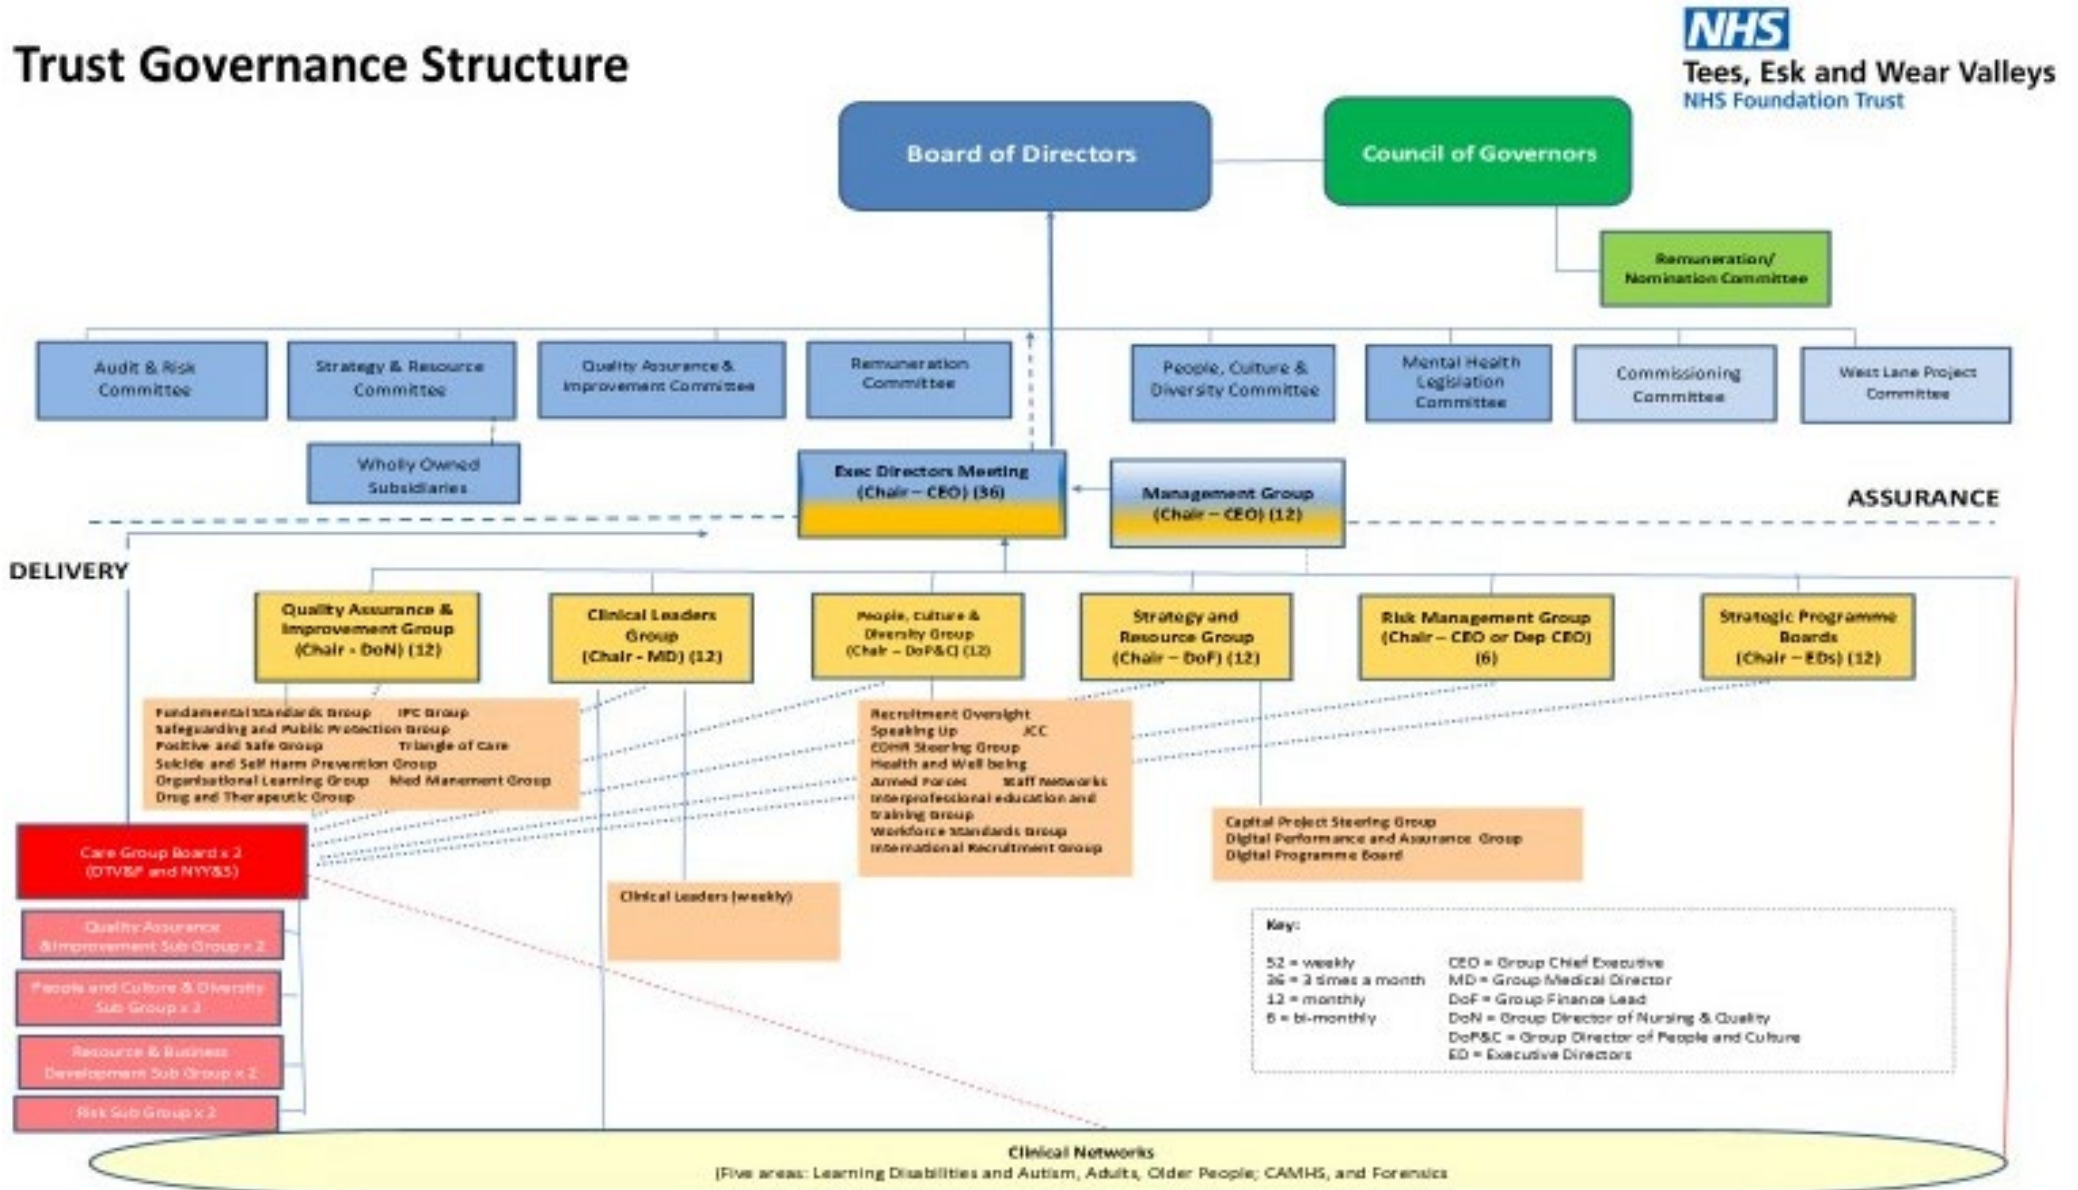 Trust Governance Structure
NHS
Tees, Esk and Wear Valleys
NHS Foundation Trust
Board of Directors
Council of Governors
Remuneration/
Nomination Committee
Audit & Risk
Committee
Strategy & Resource
Committee
Quality Assurance &
Improvement Committee
Remuneration
Committee
People, Culture &
Diversity Committee
Mental Health
Legislation
Committee
Commissioning
Committee
West Lane Project
Committee
Wholly Owned
Subsidiaries
Exec Directors Meeting
(Chair – CEO) (36)
Management Group
(Chair – CEO) (12)
ASSURANCE
DELIVERY
Quality Assurance &
Improvement Group
(Chair - DoN) (12)
Clinical Leaders
Group
(Chair - MD) (12)
People, Culture &
Diversity Group
(Chair – DoP&C) (12)
Strategy and
Resource Group
(Chair – DoF) (12)
Risk Management Group
(Chair – CEO or Dep CEO)
(6)
Strategic Programme
Boards
(Chair – EDs) (12)
Fundamental Standards Group IPC Group
Safeguarding and Public Protection Group
Positive and Safe Group Triangle of Care
Suicide and Self Harm Prevention Group
Organisational Learning Group Med Manement Group
Drug and Therapeutic Group
Recruitment Oversight
Speaking Up JCC
EDHR Steering Group
Health and Well being
Armed Forces Staff Networks
Interprofessional education and
training Group
Workforce Standards Group
International Recruitment Group
Capital Project Steering Group
Digital Performance and Assurance Group
Digital Programme Board
Care Group Board x 2
(DTV&F and NYY&S)
Clinical Leaders (weekly)
Quality Assurance
&Improvement Sub Group x 2
People and Culture & Diversity
Sub Group x 2
Resource & Business
Development Sub Group x 2
Risk Sub Group x 2
Key:
52 = weekly
36 = 3 times a month
12 = monthly
6 = bi-monthly
CEO = Group Chief Executive
MD = Group Medical Director
DoF = Group Finance Lead
DoN = Group Director of Nursing & Quality
DoP&C = Group Director of People and Culture
ED = Executive Directors
Clinical Networks
(Five areas: Learning Disabilities and Autism, Adults, Older People; CAMHS, and Forensics